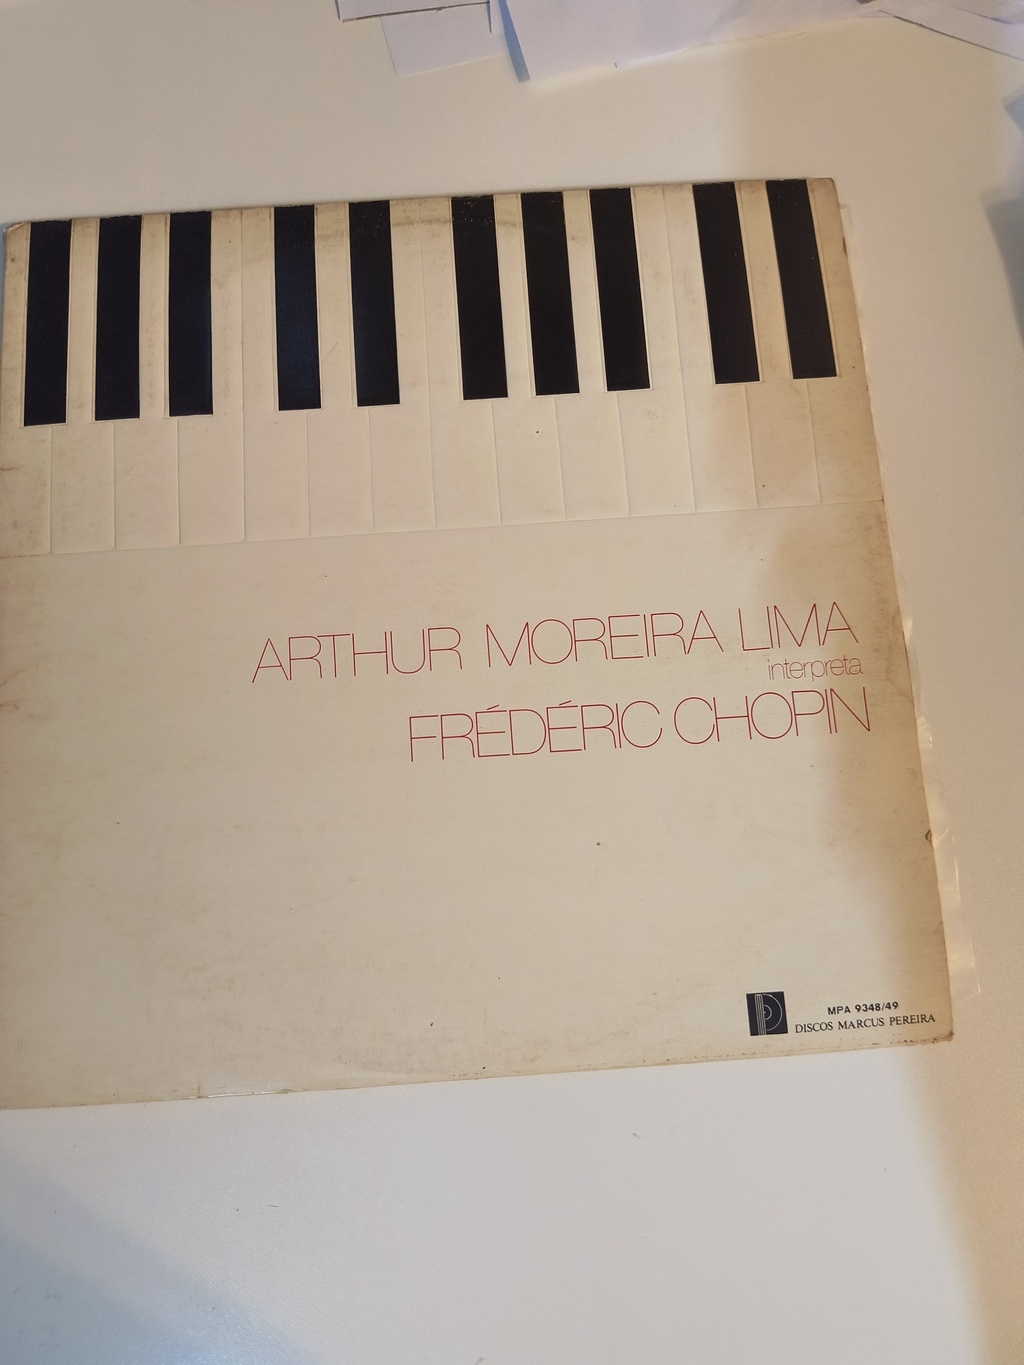 ARTHUR MOREIRA LIMA
interpreta
FRÉDÉRIC CHOPIN
MPA 9348/49
DISCOS MARCUS PEREIRA